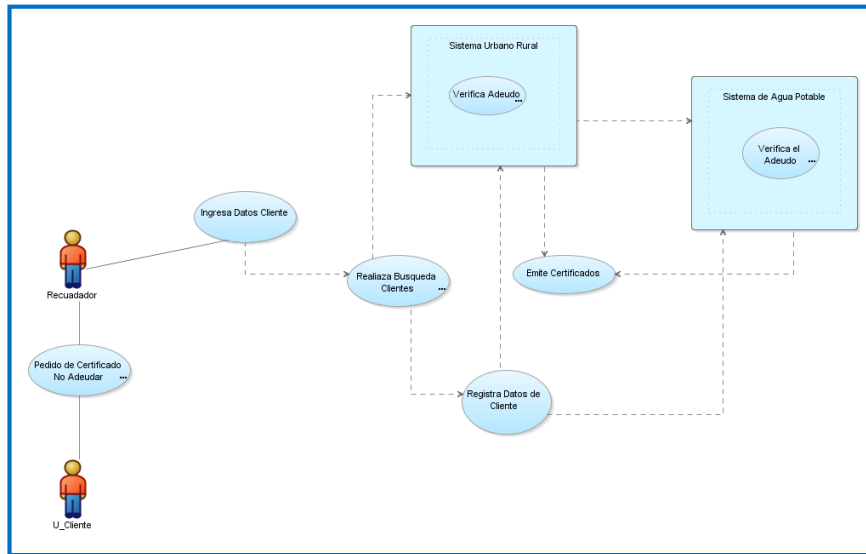 Sistema Urbano Rural
Verifica Adeudo
Sistema de Agua Potable
Verifica el
Adeudo
Ingresa Datos Cliente
Recuadador
Realiaza Busqueda
Clientes
Emite Certificados
Pedido de Certificado
No Adeudar
Registra Datos de
Cliente
U_Cliente